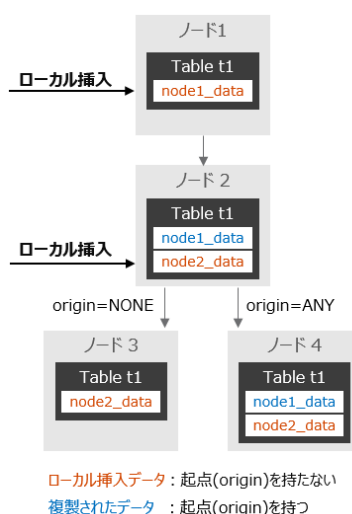 ノード1
ローカル挿入
Table t1
node1_data
ノード 2
Table t1
node1_data
ローカル挿入
node2_data
origin=NONE
origin=ANY
ノード 3
ノード 4
Table t1
Table t1
node2_data
node1_data
node2_data
ローカル挿入データ：起点(origin)を持たない
複製されたデータ ：起点(origin)を持つ